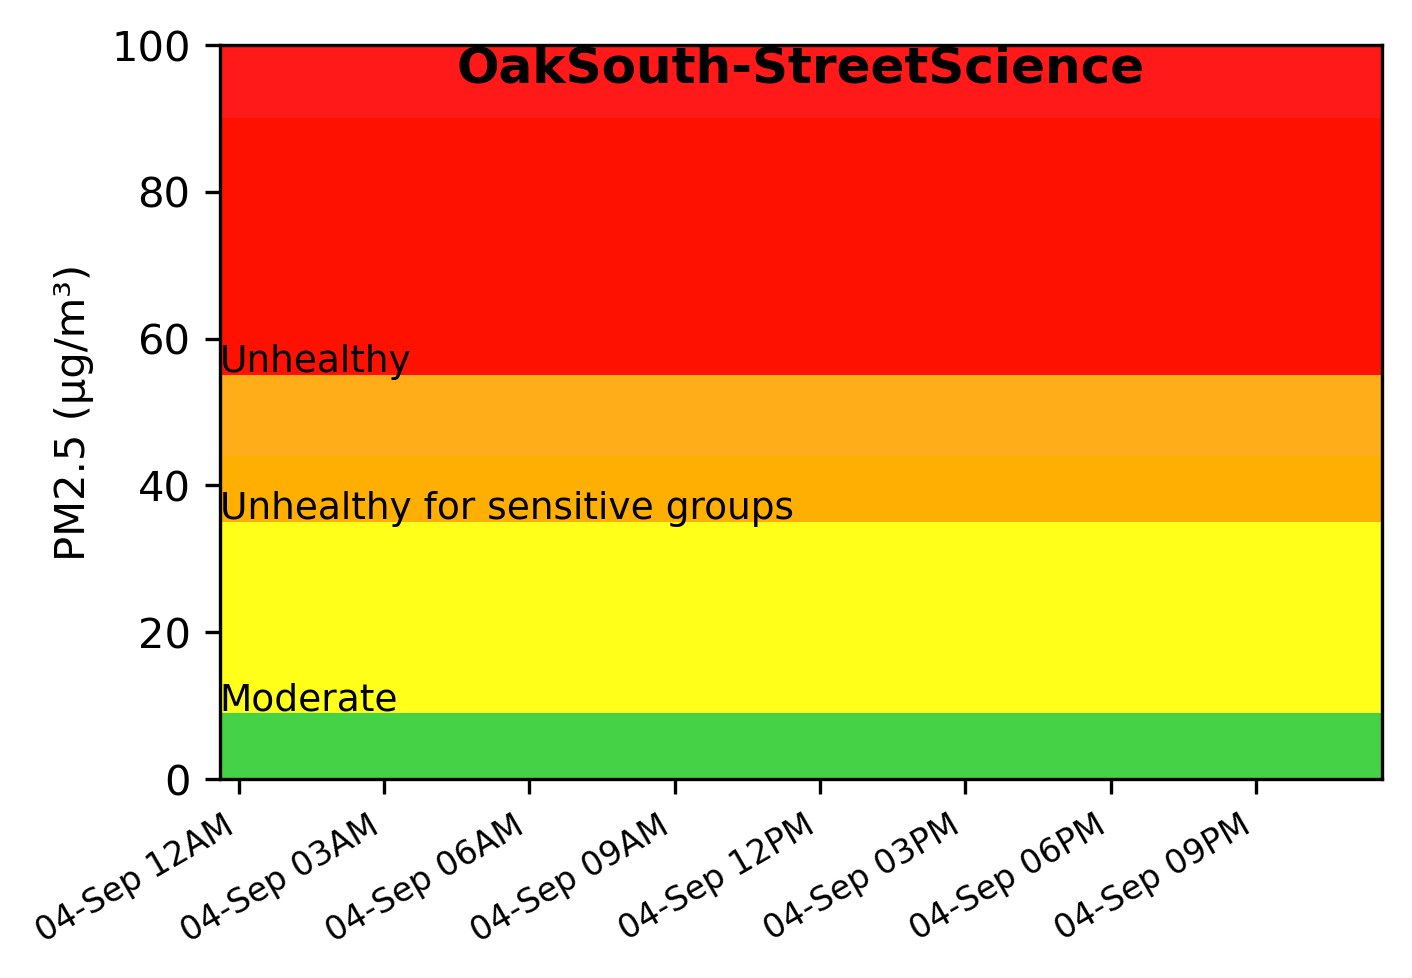 OakSouth-StreetScience
PM2.5 (µg/m³)
100
80
60
40
20
0
Unhealthy
Unhealthy for sensitive groups
Moderate
04-Sep 12AM
04-Sep 03AM
04-Sep 06AM
04-Sep 09AM
04-Sep 12PM
04-Sep 03PM
04-Sep 06PM
04-Sep 09PM